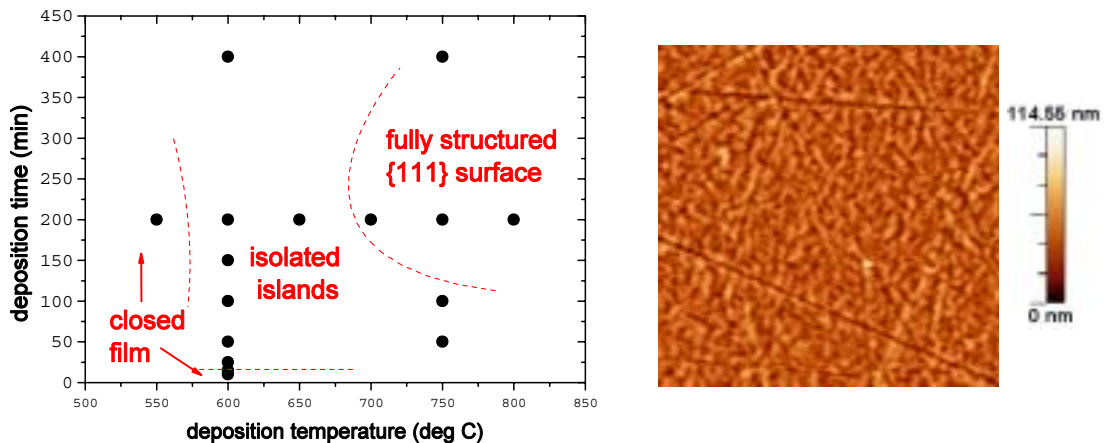 450
400
350
300
250
200
150
100
50
0
deposition time (min)
fully structured
{111} surface
isolated
islands
closed
film
500 550 600 650 700 750 800 850
deposition temperature (deg C)
114.55 nm
0 nm